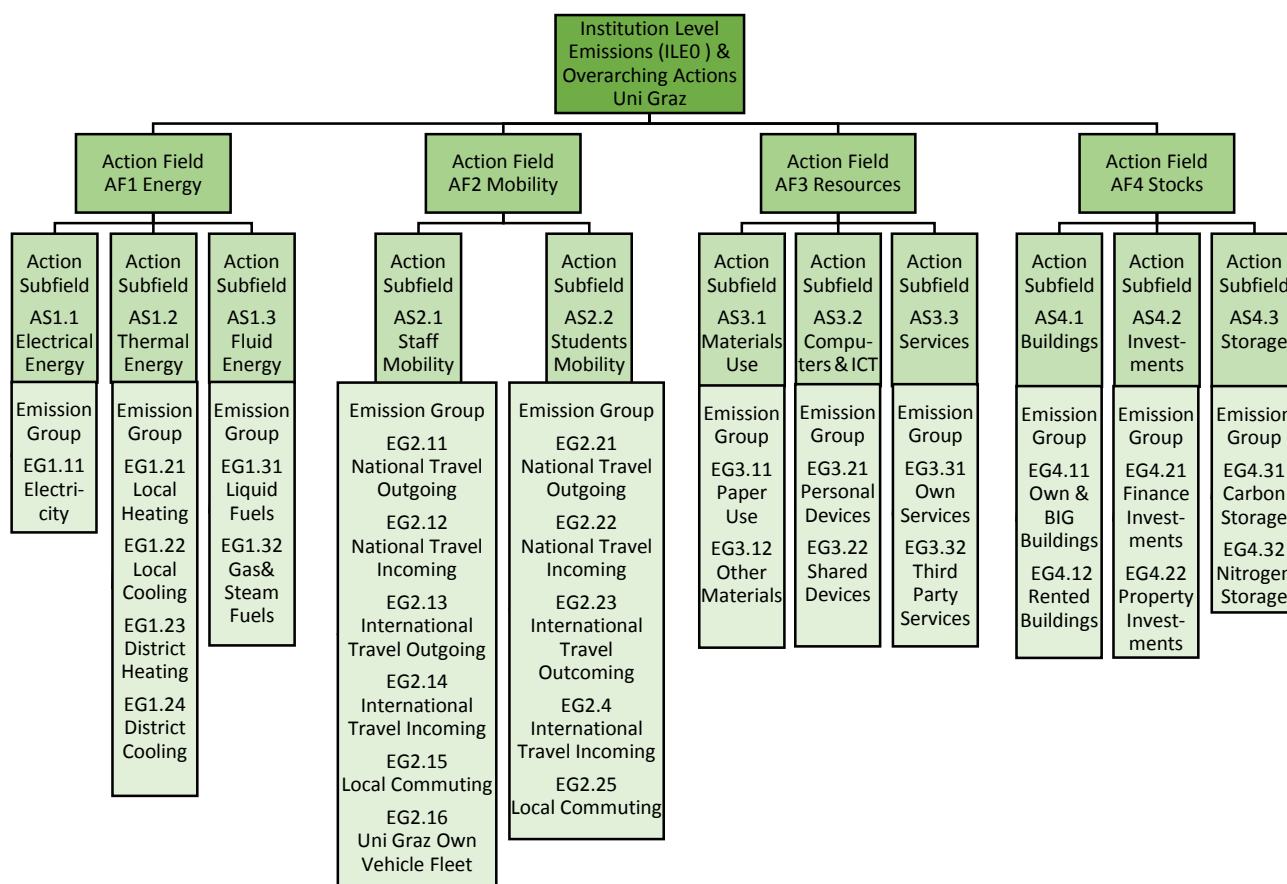 Institution Level
Emissions (ILE0 ) &
Overarching Actions
Uni Graz
Action Field
AF1 Energy
Action Field
AF2 Mobility
Action Field
AF3 Resources
Action Field
AF4 Stocks
Action
Subfield
AS1.1
Electrical
Energy
Emission
Group
EG1.11
Electri-
city
Action
Subfield
AS1.2
Thermal
Energy
Emission
Group
EG1.21
Local
Heating
EG1.22
Local
Cooling
EG1.23
District
Heating
EG1.24
District
Cooling
Action
Subfield
AS1.3
Fluid
Energy
Emission
Group
EG1.31
Liquid
Fuels
EG1.32
Gas&
Steam
Fuels
Action
Subfield
AS2.1
Staff
Mobility
Emission Group
EG2.11
National Travel
Outgoing
EG2.12
National Travel
Incoming
EG2.13
International
Travel Outgoing
EG2.14
International
Travel Incoming
EG2.15
Local Commuting
EG2.16
Uni Graz Own
Vehicle Fleet
Action
Subfield
AS2.2
Students
Mobility
Emission Group
EG2.21
National Travel
Outgoing
EG2.22
National Travel
Incoming
EG2.23
International
Travel
Outcoming
EG2.4
International
Travel Incoming
EG2.25
Local Commuting
Action
Subfield
AS3.1
Materials
Use
Emission
Group
EG3.11
Paper
Use
EG3.12
Other
Materials
Action
Subfield
AS3.2
Compu-
ters & ICT
Emission
Group
EG3.21
Personal
Devices
EG3.22
Shared
Devices
Action
Subfield
AS3.3
Services
Emission
Group
EG3.31
Own
Services
EG3.32
Third
Party
Services
Action
Subfield
AS4.1
Buildings
Emission
Group
EG4.11
Own &
BIG
Buildings
EG4.12
Rented
Buildings
Action
Subfield
AS4.2
Invest-
ments
Emission
Group
EG4.21
Finance
Invest-
ments
EG4.22
Property
Invest-
ments
Action
Subfield
AS4.3
Storage
Emission
Group
EG4.31
Carbon
Storage
EG4.32
Nitrogen
Storage